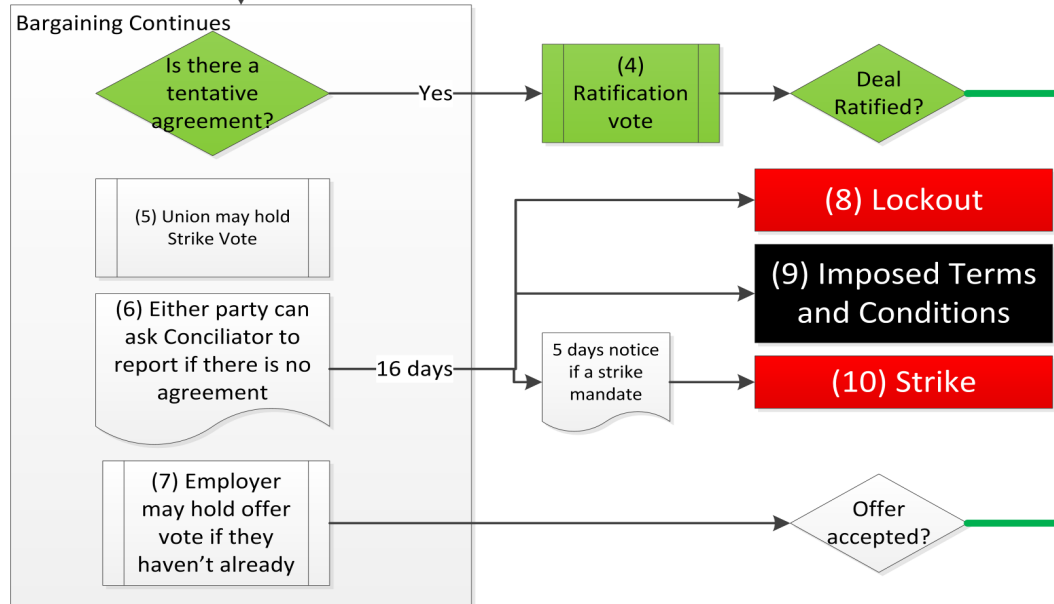 Bargaining Continues
Is there a
tentative
agreement?
Yes
(4)
Ratification
vote
Deal
Ratified?
(5) Union may hold
Strike Vote
(8) Lockout
(9) Imposed Terms
and Conditions
(6) Either party can
ask Conciliator to
report if there is no
agreement
16 days
5 days notice
if a strike
mandate
(10) Strike
(7) Employer
may hold offer
vote if they
haven’t already
Offer
accepted?